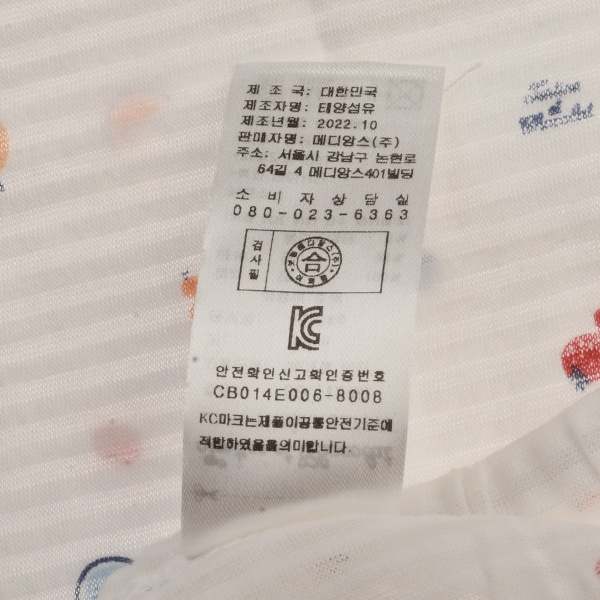 제 조 국: 대한민국
제조자명: 태양섬유
제조년월: 2022.10
판매자명: 메디앙스(주)
주소: 서울시 강남구 논현로
64길 4 메디앙스401빌딩
소 비 자 상 담 실
080-023-6363
검사필
合
KC
안전확인신고확인증번호
CB014E006-8008
KC마크는제품이공통안전기준에
적합하였음을의미합니다.